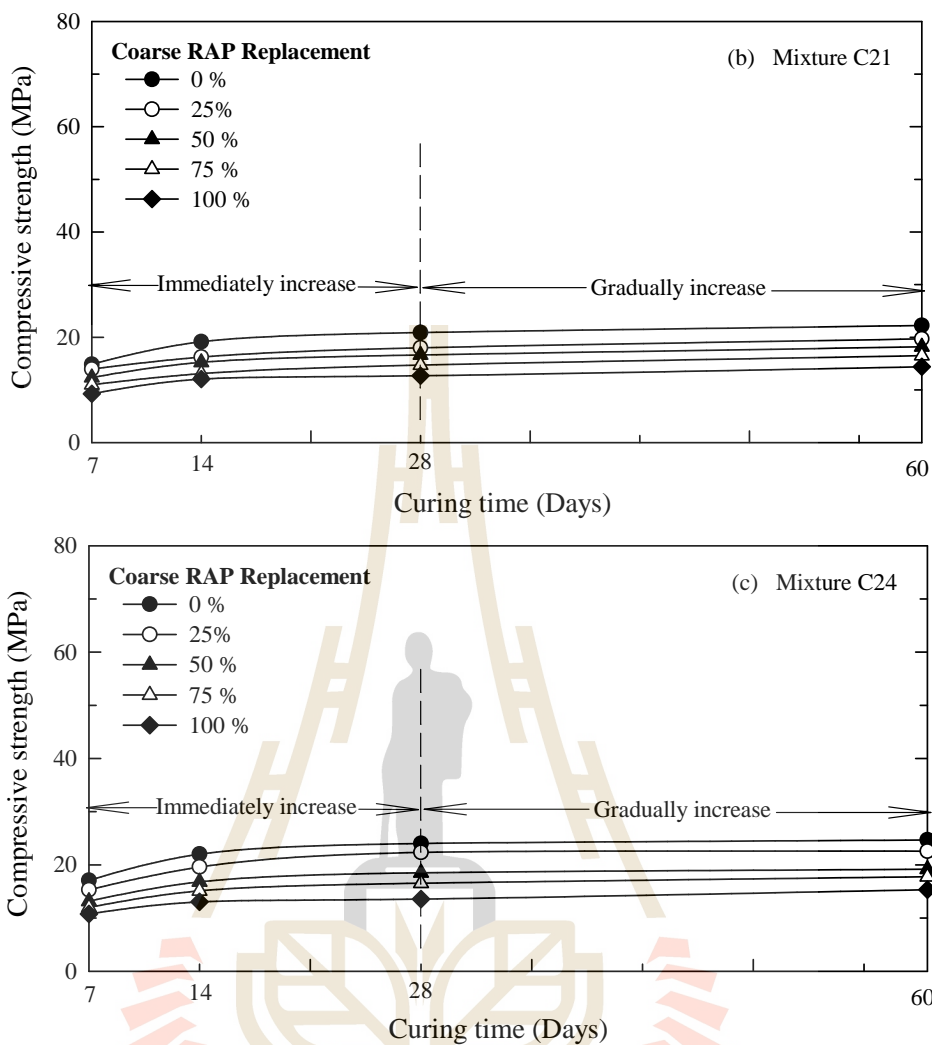 80
Coarse RAP Replacement
(b) Mixture C21
0 %
25%
50 %
75 %
100 %
60
40
Immediately increase
Gradually increase
20
0
Compressive strength (MPa)
7
14
28
60
Curing time (Days)
80
Coarse RAP Replacement
(c) Mixture C24
0 %
25%
50 %
75 %
100 %
60
40
Immediately increase
Gradually increase
20
0
Compressive strength (MPa)
7
14
28
60
Curing time (Days)